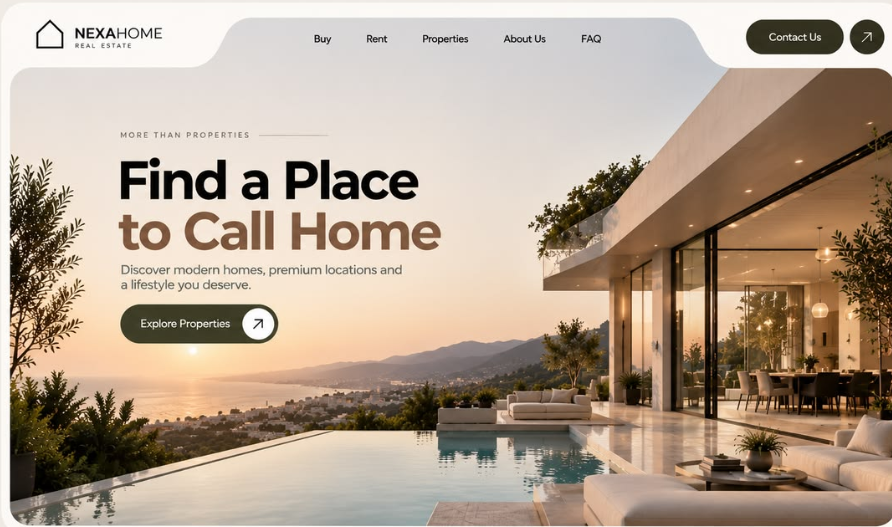 NEXAHOME
REAL ESTATE
Buy Rent Properties About Us FAQ
Contact Us
MORE THAN PROPERTIES
Find a Place
to Call Home
Discover modern homes, premium locations and
a lifestyle you deserve.
Explore Properties